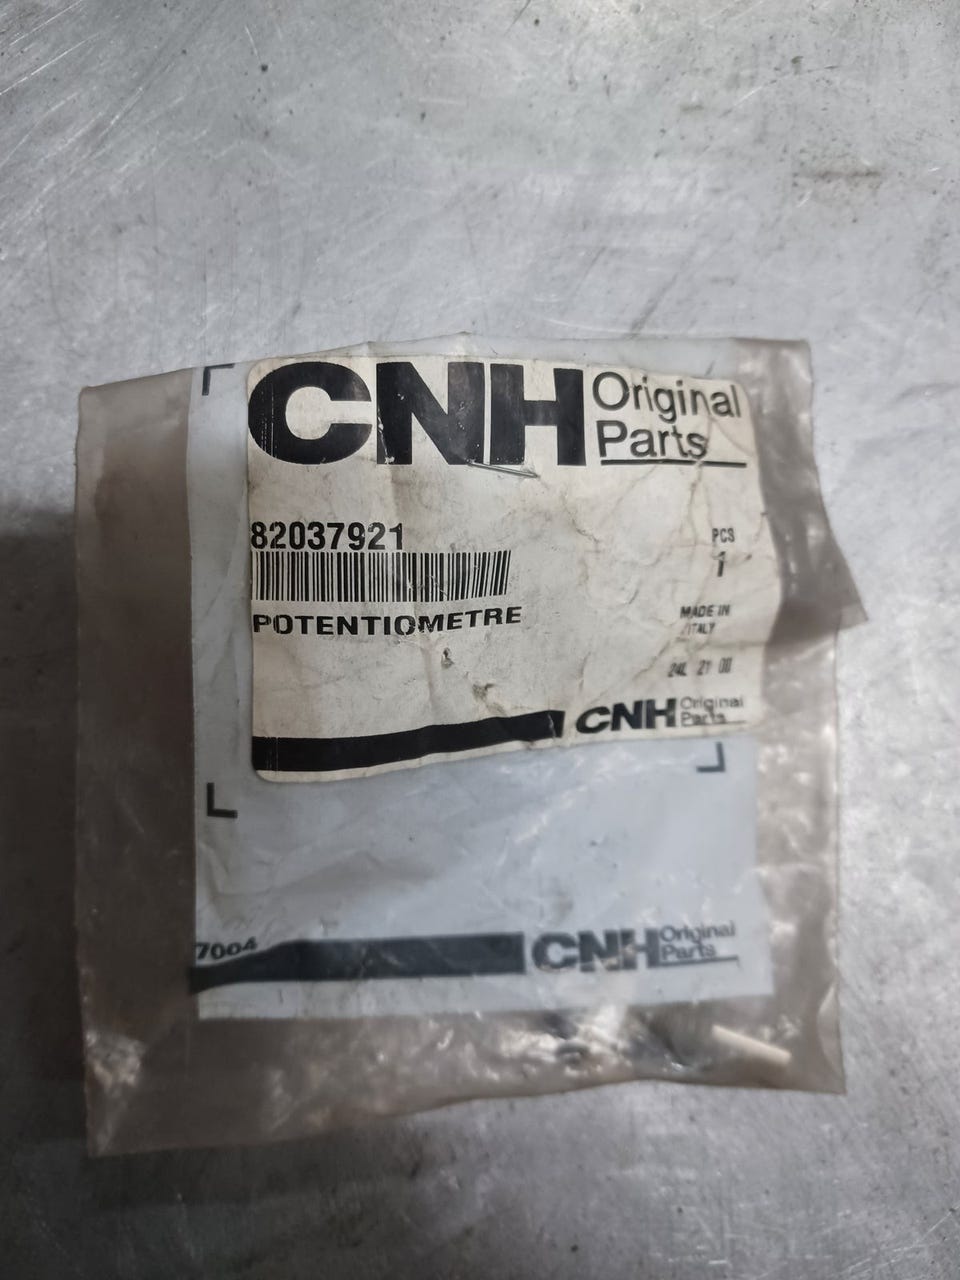 CNH Original
Parts
82037921
PCS
1
POTENTIOMETRE
MADE IN
ITALY
CNH Original
Parts
7004
CNH Original
Parts